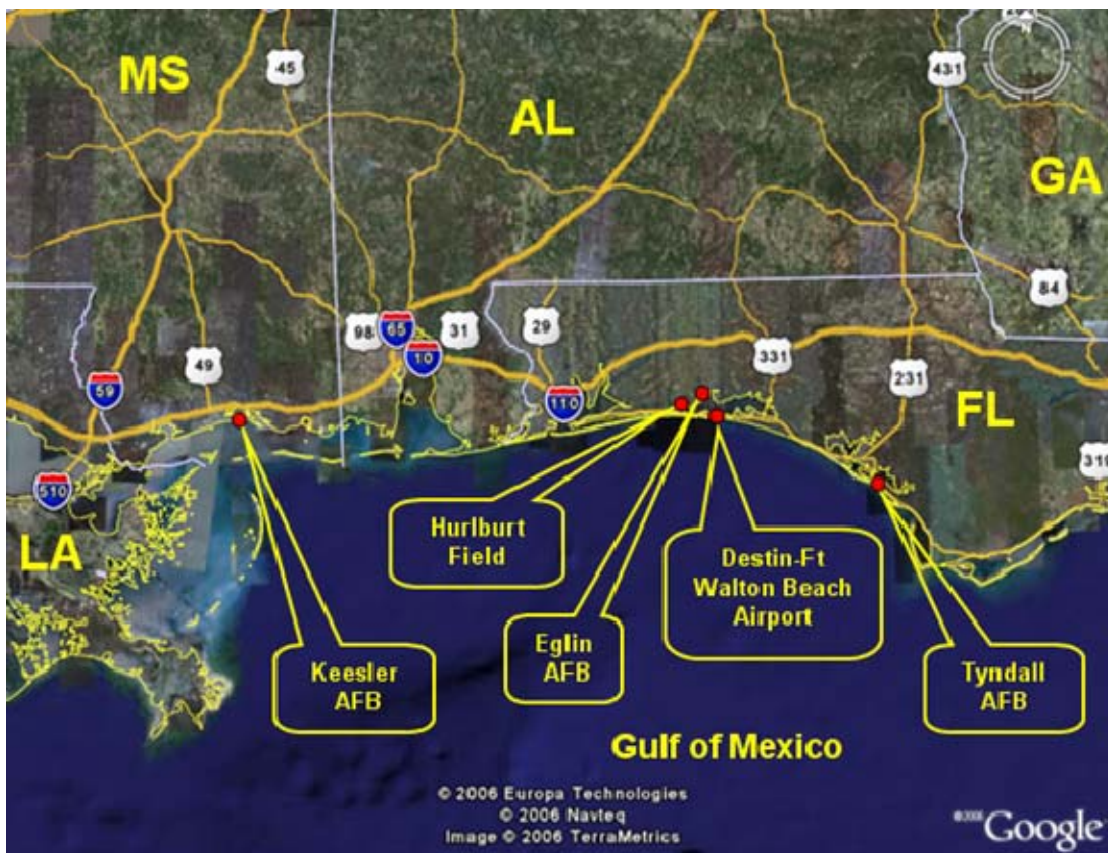 MS
45
AL
431
GA
84
98
65
31
29
10
331
49
59
110
231
FL
319
510
LA
Hurlburt
Field
Destin-Ft
Walton Beach
Airport
Eglin
AFB
Keesler
AFB
Tyndall
AFB
Gulf of Mexico
© 2006 Europa Technologies
© 2006 Navteq
Image © 2006 TerraMetrics
©2006 Google